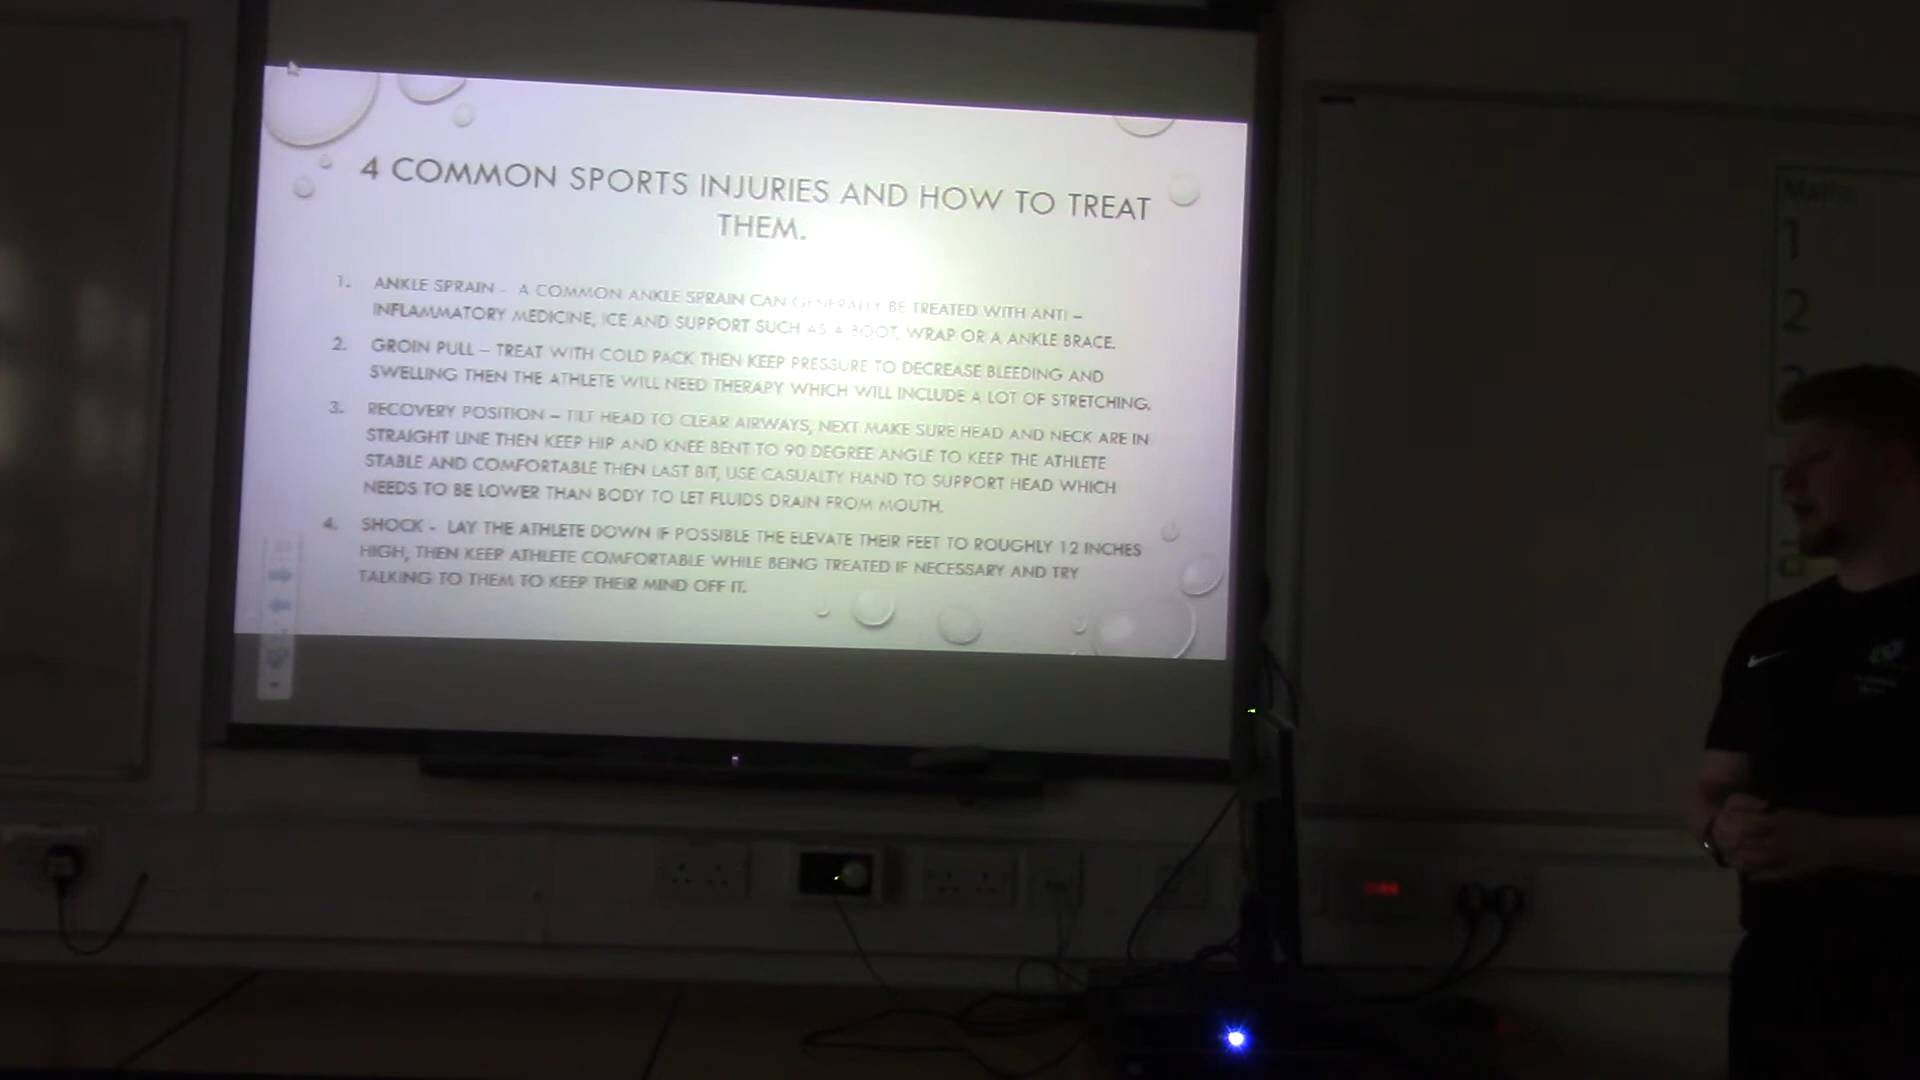 4 COMMON SPORTS INJURIES AND HOW TO TREAT
THEM.
1. ANKLE SPRAIN - A COMMON ANKLE SPRAIN CAN GENERALLY BE TREATED WITH ANTI –
INFLAMMATORY MEDICINE, ICE AND SUPPORT SUCH AS A BOOT, WRAP OR A ANKLE BRACE.
2. GROIN PULL – TREAT WITH COLD PACK THEN KEEP PRESSURE TO DECREASE BLEEDING AND
SWELLING THEN THE ATHLETE WILL NEED THERAPY WHICH WILL INCLUDE A LOT OF STRETCHING.
3. RECOVERY POSITION – TILT HEAD TO CLEAR AIRWAYS, NEXT MAKE SURE HEAD AND NECK ARE IN
STRAIGHT LINE THEN KEEP HIP AND KNEE BENT TO 90 DEGREE ANGLE TO KEEP THE ATHLETE
STABLE AND COMFORTABLE THEN LAST BIT, USE CASUALTY HAND TO SUPPORT HEAD WHICH
NEEDS TO BE LOWER THAN BODY TO LET FLUIDS DRAIN FROM MOUTH.
4. SHOCK - LAY THE ATHLETE DOWN IF POSSIBLE THE ELEVATE THEIR FEET TO ROUGHLY 12 INCHES
HIGH, THEN KEEP ATHLETE COMFORTABLE WHILE BEING TREATED IF NECESSARY AND TRY
TALKING TO THEM TO KEEP THEIR MIND OFF IT.
Maths
1
2